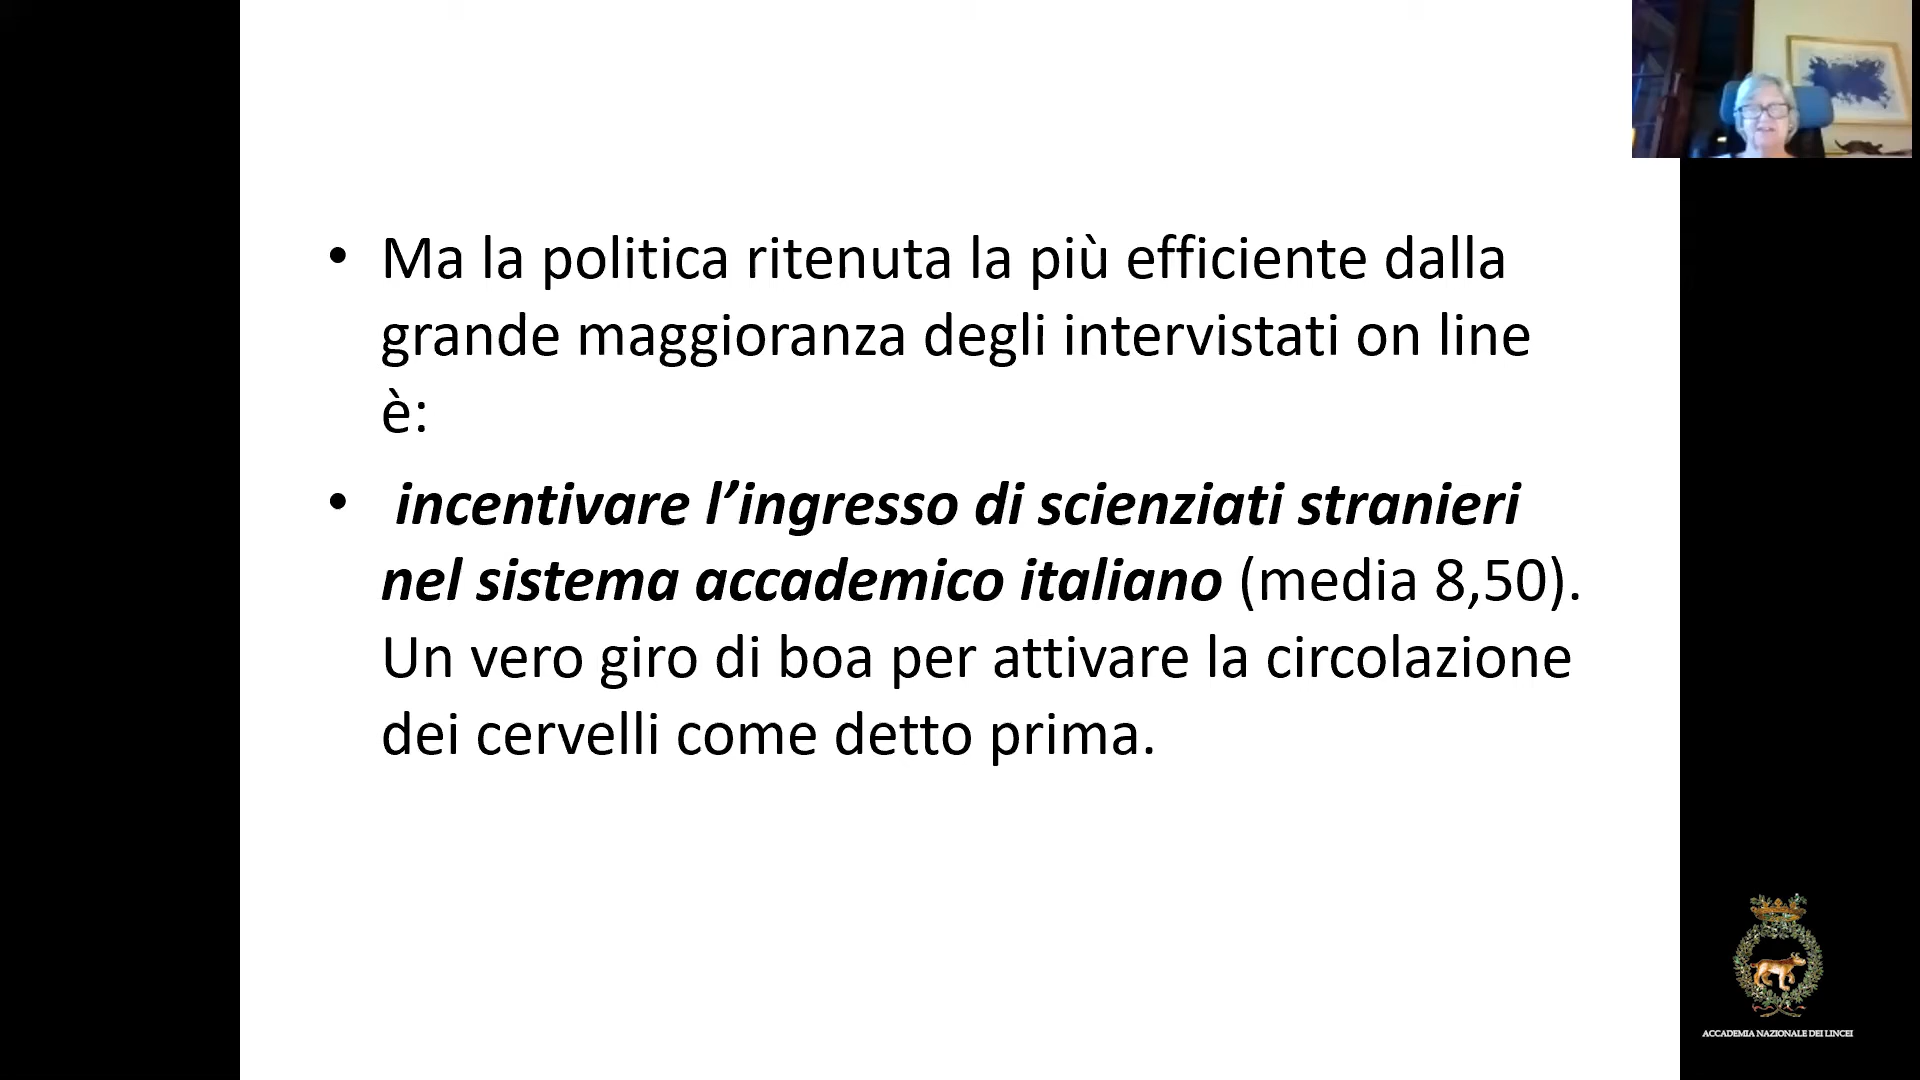 • Ma la politica ritenuta la più efficiente dalla
grande maggioranza degli intervistati on line
è:
• incentivare l’ingresso di scienziati stranieri
nel sistema accademico italiano (media 8,50).
Un vero giro di boa per attivare la circolazione
dei cervelli come detto prima.
ACCADEMIA NAZIONALE DEI LINCEI